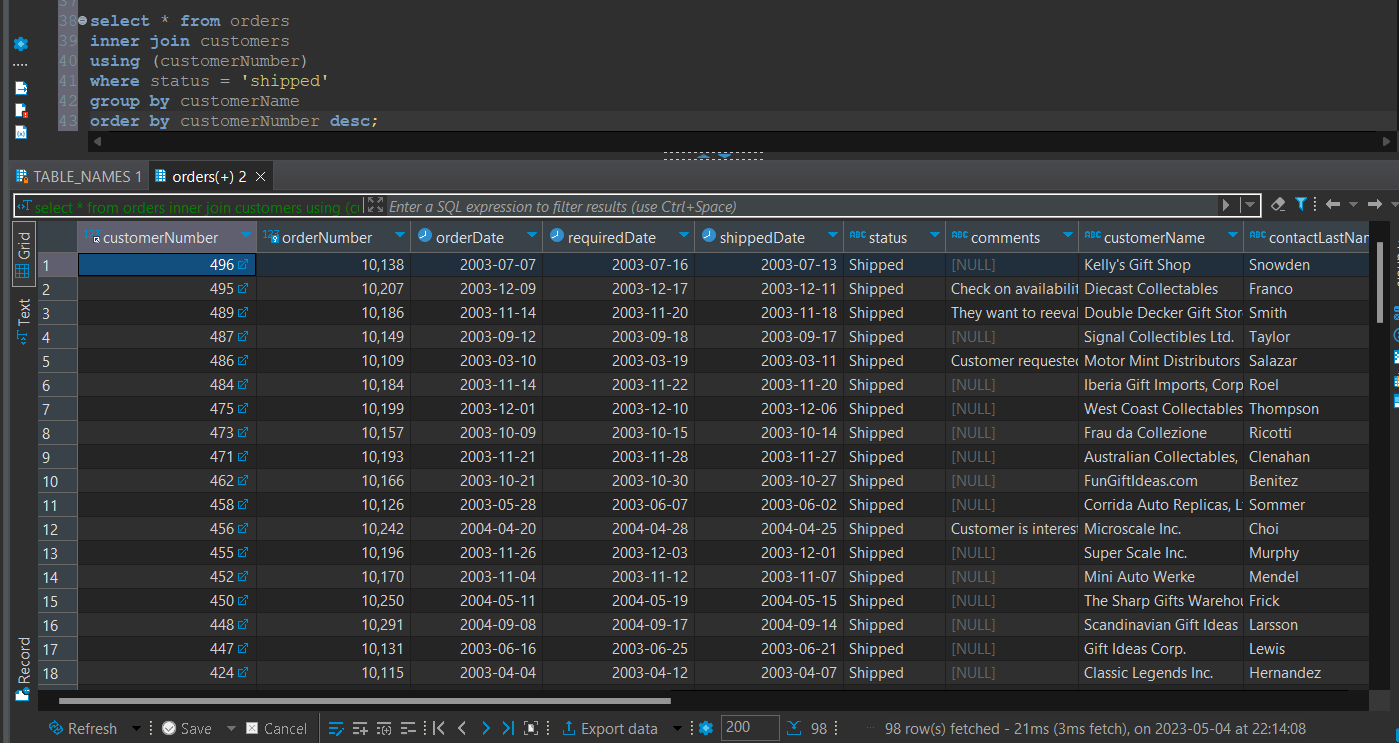 37
38 select * from orders
39 inner join customers
40 using (customerNumber)
41 where status = 'shipped'
42 group by customerName
43 order by customerNumber desc;
TABLE_NAMES 1 orders(+) 2
select * from orders inner join customers using (cu Enter a SQL expression to filter results (use Ctrl+Space)
Grid
Text
Record
123 customerNumber 123 orderNumber orderDate requiredDate shippedDate ABC status ABC comments ABC customerName ABC contactLastNam
1 496 10,138 2003-07-07 2003-07-16 2003-07-13 Shipped [NULL] Kelly's Gift Shop Snowden
2 495 10,207 2003-12-09 2003-12-17 2003-12-11 Shipped Check on availabilit Diecast Collectables Franco
3 489 10,186 2003-11-14 2003-11-20 2003-11-18 Shipped They want to reeval Double Decker Gift Stor Smith
4 487 10,149 2003-09-12 2003-09-18 2003-09-17 Shipped [NULL] Signal Collectibles Ltd. Taylor
5 486 10,109 2003-03-10 2003-03-19 2003-03-11 Shipped Customer requested Motor Mint Distributors Salazar
6 484 10,184 2003-11-14 2003-11-22 2003-11-20 Shipped [NULL] Iberia Gift Imports, Corp Roel
7 475 10,199 2003-12-01 2003-12-10 2003-12-06 Shipped [NULL] West Coast Collectables Thompson
8 473 10,157 2003-10-09 2003-10-15 2003-10-14 Shipped [NULL] Frau da Collezione Ricotti
9 471 10,193 2003-11-21 2003-11-28 2003-11-27 Shipped [NULL] Australian Collectables, Clenahan
10 462 10,166 2003-10-21 2003-10-30 2003-10-27 Shipped [NULL] FunGiftIdeas.com Benitez
11 458 10,126 2003-05-28 2003-06-07 2003-06-02 Shipped [NULL] Corrida Auto Replicas, Lt Sommer
12 456 10,242 2004-04-20 2004-04-28 2004-04-25 Shipped Customer is interest Microscale Inc. Choi
13 455 10,196 2003-11-26 2003-12-03 2003-12-01 Shipped [NULL] Super Scale Inc. Murphy
14 452 10,170 2003-11-04 2003-11-12 2003-11-07 Shipped [NULL] Mini Auto Werke Mendel
15 450 10,250 2004-05-11 2004-05-19 2004-05-15 Shipped [NULL] The Sharp Gifts Warehou Frick
16 448 10,291 2004-09-08 2004-09-17 2004-09-14 Shipped [NULL] Scandinavian Gift Ideas Larsson
17 447 10,131 2003-06-16 2003-06-25 2003-06-21 Shipped [NULL] Gift Ideas Corp. Lewis
18 424 10,115 2003-04-04 2003-04-12 2003-04-07 Shipped [NULL] Classic Legends Inc. Hernandez
Refresh Save Cancel Export data 200 98 98 row(s) fetched - 21ms (3ms fetch), on 2023-05-04 at 22:14:08